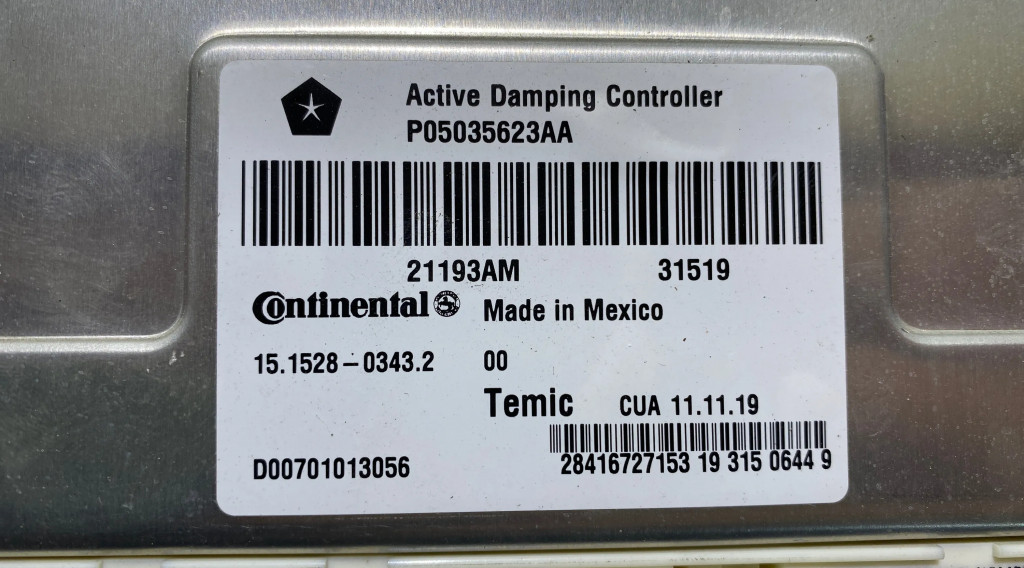 Active Damping Controller
P05035623AA
21193AM 31519
Continental Made in Mexico
15.1528-0343.2 00
Temic CUA 11.11.19
D00701013056 28416727153 19 315 0644 9